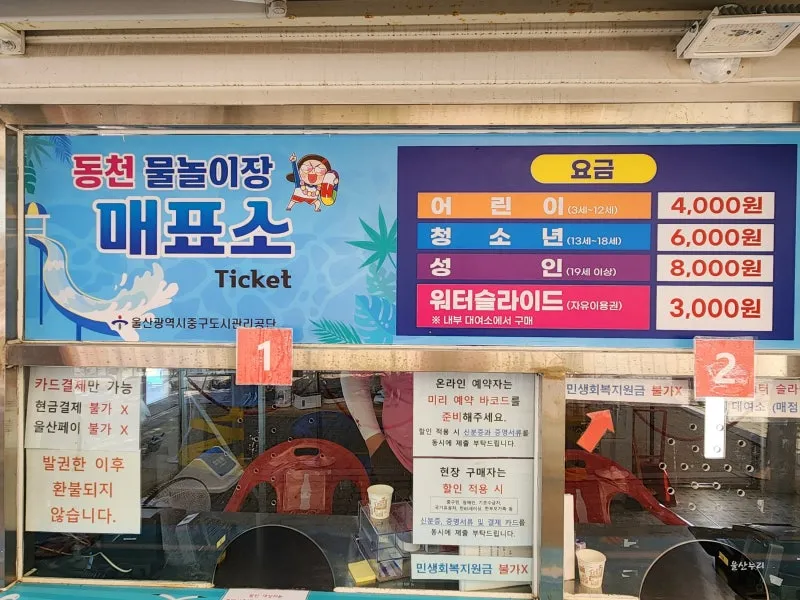 동천 물놀이장
매표소
Ticket
울산광역시중구도시관리공단
요금
어린이 (3세~12세) 4,000원
청소년 (13세~18세) 6,000원
성인 (19세 이상) 8,000원
워터슬라이드 (자유이용권) 3,000원
※ 내부 대여소에서 구매
1
2
카드결제만 가능
현금결제 불가 X
울산페이 불가 X
발권한 이후
환불되지
않습니다.
온라인 예약자는
미리 예약 바코드를
준비해주세요.
할인 적용 시 신분증과 증명서류를
동시에 제출 부탁드립니다.
현장 구매자는
할인 적용 시
신분증, 증명서류 및 결제 카드를
동시에 제출 부탁드립니다.
민생회복지원금 불가X
민생회복지원금 불가X
대여소 (매점
울산누리